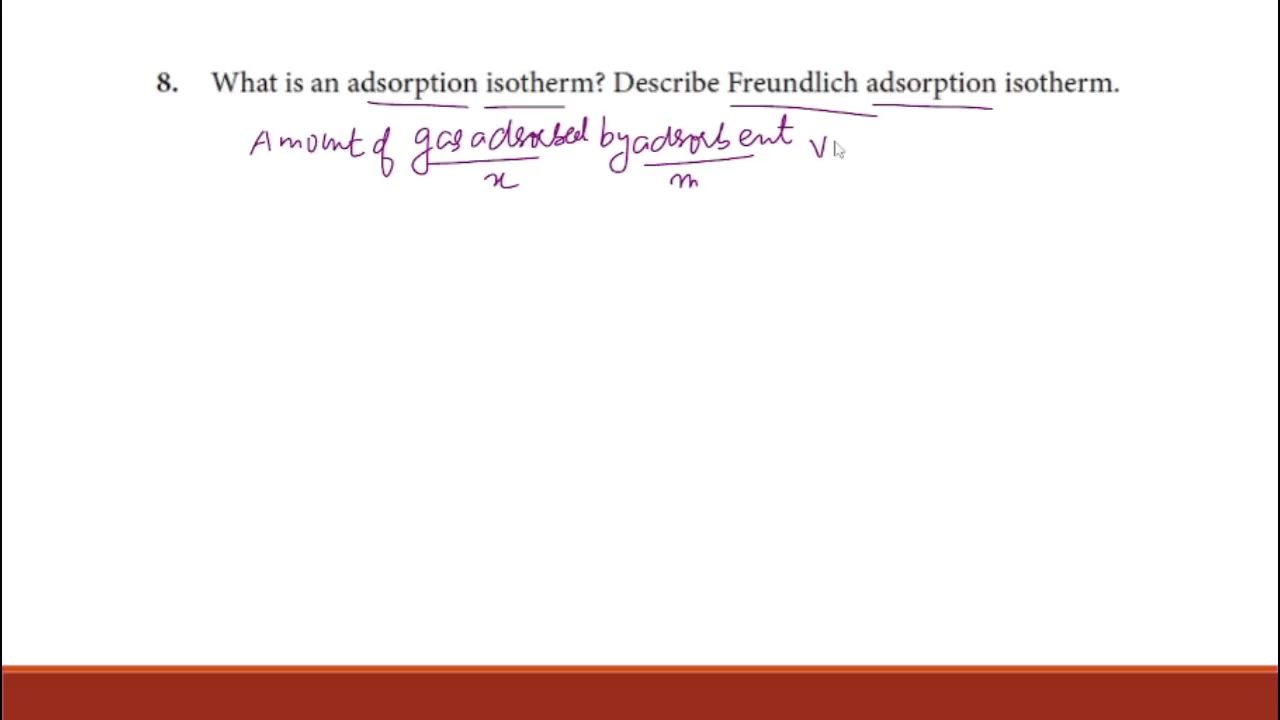 8. What is an adsorption isotherm? Describe Freundlich adsorption isotherm.
Amount of gas adsorbed by adsorbent V
x m